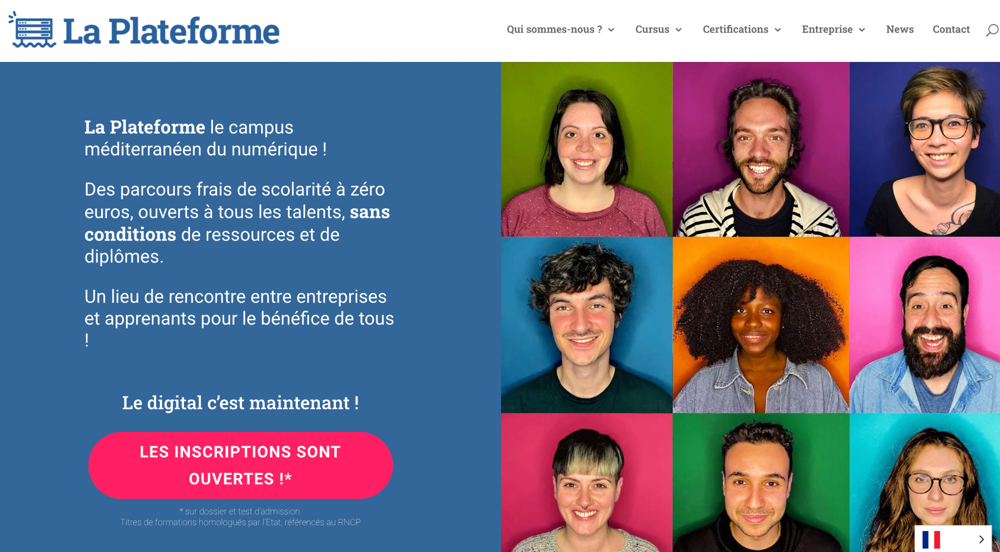 La Plateforme
Qui sommes-nous ?
Cursus
Certifications
Entreprise
News
Contact
La Plateforme le campus
méditerranéen du numérique !
Des parcours frais de scolarité à zéro
euros, ouverts à tous les talents, sans
conditions de ressources et de
diplômes.
Un lieu de rencontre entre entreprises
et apprenants pour le bénéfice de tous
!
Le digital c’est maintenant !
LES INSCRIPTIONS SONT
OUVERTES !*
* sur dossier et test d’admission.
Titres de formations homologués par l’Etat, référencés au RNCP